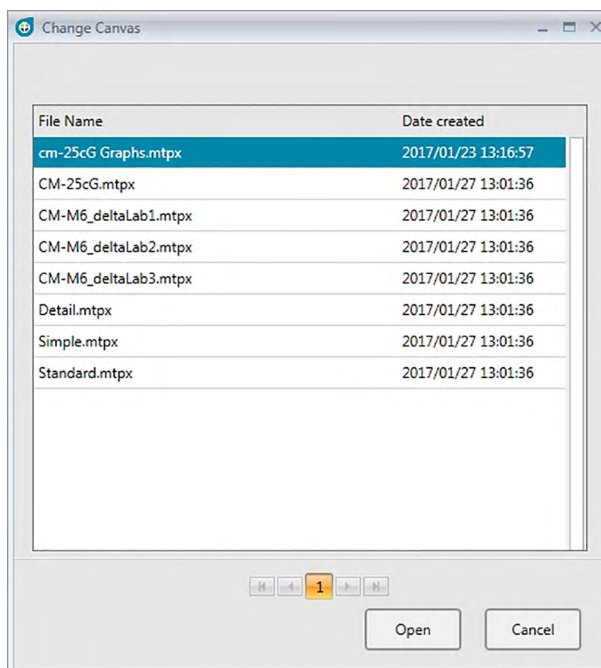 Change Canvas
File Name Date created
cm-25cG Graphs.mtpx 2017/01/23 13:16:57
CM-25cG.mtpx 2017/01/27 13:01:36
CM-M6_deltaLab1.mtpx 2017/01/27 13:01:36
CM-M6_deltaLab2.mtpx 2017/01/27 13:01:36
CM-M6_deltaLab3.mtpx 2017/01/27 13:01:36
Detail.mtpx 2017/01/27 13:01:36
Simple.mtpx 2017/01/27 13:01:36
Standard.mtpx 2017/01/27 13:01:36
1
Open Cancel